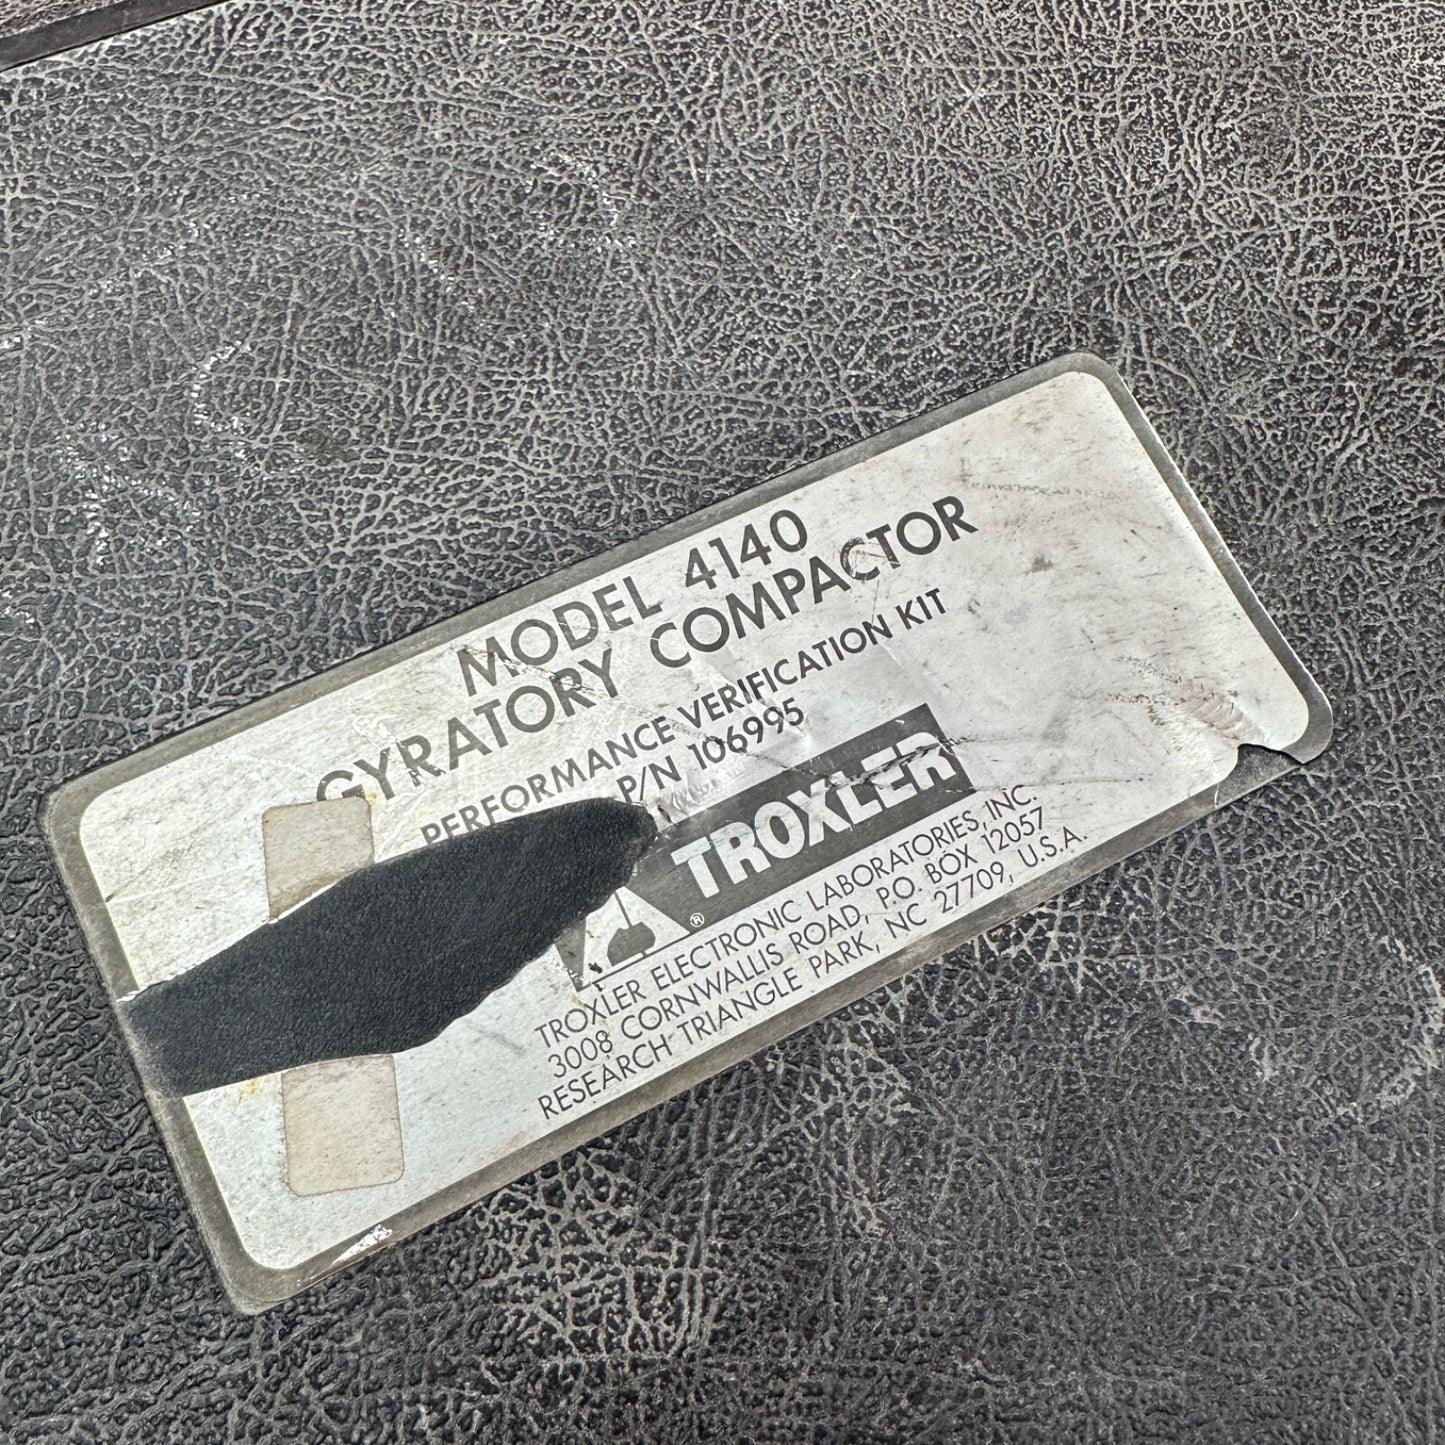 MODEL 4140
GYRATORY COMPACTOR
PERFORMANCE VERIFICATION KIT
P/N 106995
TROXLER
®
TROXLER ELECTRONIC LABORATORIES, INC.
3008 CORNWALLIS ROAD, P.O. BOX 12057
RESEARCH TRIANGLE PARK, NC 27709, U.S.A.